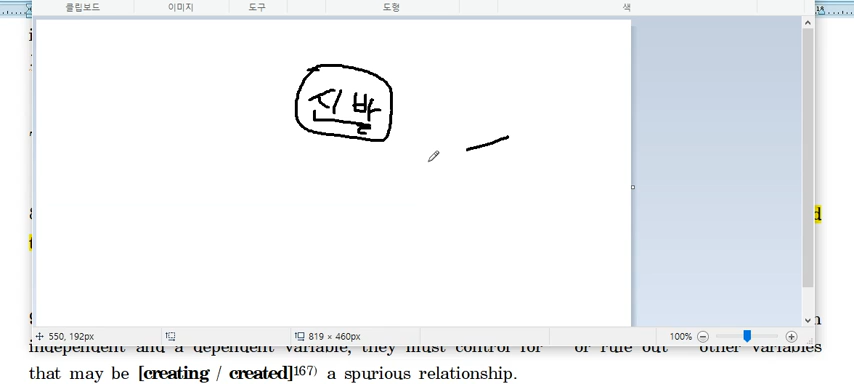 클립보드 이미지 도구 도형 색
지 바
550, 192px 819 × 460px 100%
independent and a dependent variable, they must control for or rule out other variables
that may be [creating / created]167) a spurious relationship.